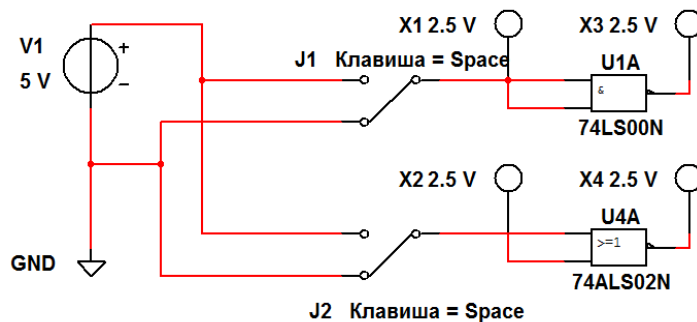 X1 2.5 V
X3 2.5 V
V1
+
J1 Клавиша = Space
U1A
5 V
−
&
74LS00N
X2 2.5 V
X4 2.5 V
U4A
>=1
GND
74ALS02N
J2 Клавиша = Space